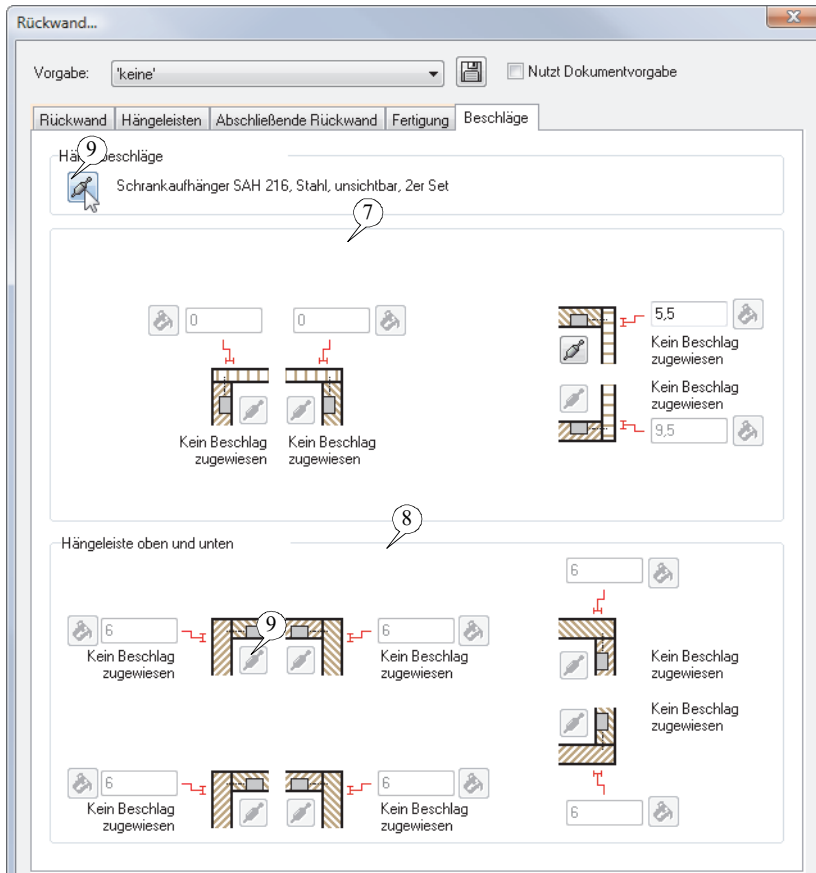 Rückwand...
Vorgabe: 'keine' Nutzt Dokumentvorgabe
Rückwand Hängeleisten Abschließende Rückwand Fertigung Beschläge
9
Schrankaufhänger SAH 216, Stahl, unsichtbar, 2er Set
7
0 0
Kein Beschlag
zugewiesen
Kein Beschlag
zugewiesen
5,5
Kein Beschlag
zugewiesen
Kein Beschlag
zugewiesen
9,5
8
Hängeleiste oben und unten
6
Kein Beschlag
zugewiesen
9
6
Kein Beschlag
zugewiesen
6
Kein Beschlag
zugewiesen
6
Kein Beschlag
zugewiesen
6
Kein Beschlag
zugewiesen
Kein Beschlag
zugewiesen
6